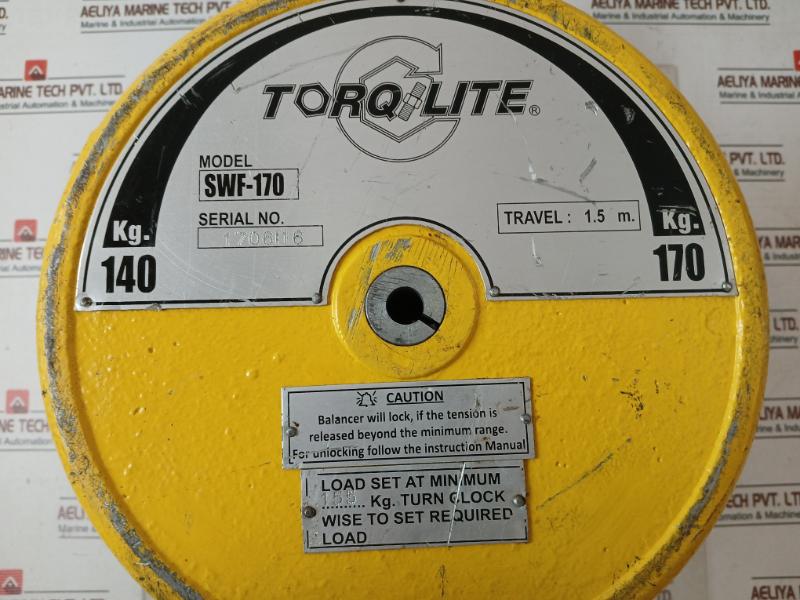 TORQLITE®
MODEL
SWF-170
SERIAL NO.
TRAVEL : 1.5 m.
Kg.
140
Kg.
170
CAUTION
Balancer will lock, if the tension is
released beyond the minimum range.
For unlocking follow the instruction Manual
LOAD SET AT MINIMUM
Kg. TURN CLOCK
WISE TO SET REQUIRED
LOAD
AELIYA MARINE TECH PVT. LTD.
Marine & Industrial Automation & Machinery